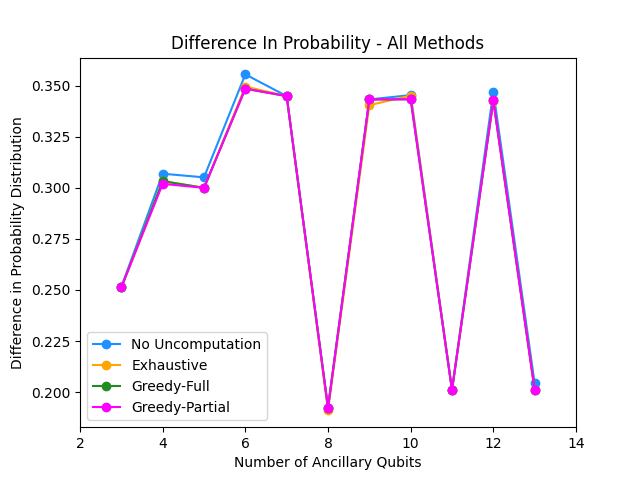 Difference In Probability - All Methods
Difference in Probability Distribution
0.350
0.325
0.300
0.275
0.250
0.225
0.200
No Uncomputation
Exhaustive
Greedy-Full
Greedy-Partial
2 4 6 8 10 12 14
Number of Ancillary Qubits